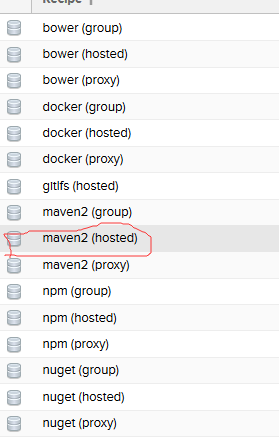 Recipe
bower (group)
bower (hosted)
bower (proxy)
docker (group)
docker (hosted)
docker (proxy)
gitlfs (hosted)
maven2 (group)
maven2 (hosted)
maven2 (proxy)
npm (group)
npm (hosted)
npm (proxy)
nuget (group)
nuget (hosted)
nuget (proxy)